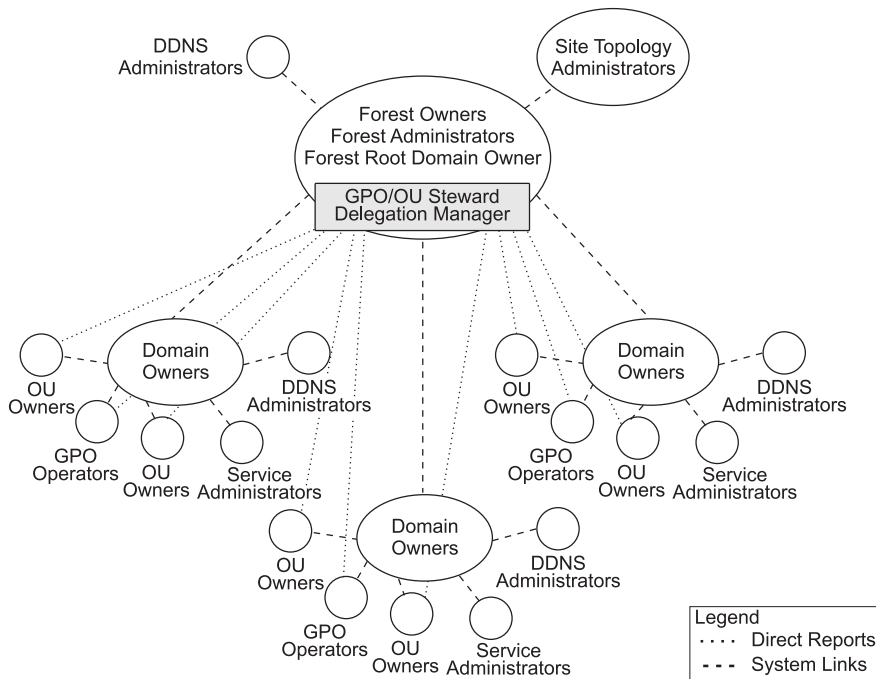 DDNS
Administrators
Site Topology
Administrators
Forest Owners
Forest Administrators
Forest Root Domain Owner
GPO/OU Steward
Delegation Manager
OU
Owners
Domain
Owners
DDNS
Administrators
GPO
Operators
OU
Owners
Service
Administrators
OU
Owners
Domain
Owners
DDNS
Administrators
GPO
Operators
OU
Owners
Service
Administrators
OU
Owners
Domain
Owners
DDNS
Administrators
GPO
Operators
OU
Owners
Service
Administrators
Legend
Direct Reports
System Links